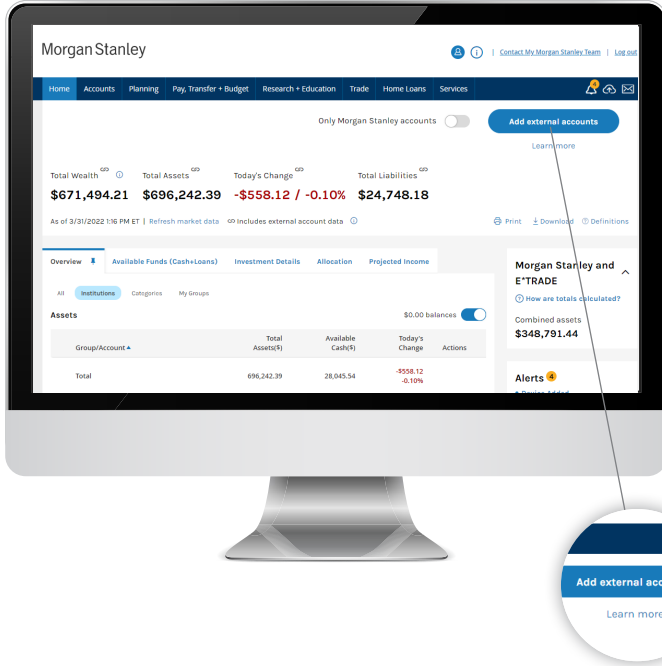 Morgan Stanley
Contact My Morgan Stanley Team | Log out
Home Accounts Planning Pay, Transfer + Budget Research + Education Trade Home Loans Services
4
Only Morgan Stanley accounts
Add external accounts
Learn more
Total Wealth Total Assets Today's Change Total Liabilities
$671,494.21 $696,242.39 -$558.12 / -0.10% $24,748.18
As of 3/31/2022 1:16 PM ET | Refresh market data Includes external account data
Print Download Definitions
Overview Available Funds (Cash+Loans) Investment Details Allocation Projected Income
All Institutions Categories My Groups
Assets $0.00 balances
Group/Account Total Assets($) Available Cash($) Today's Change Actions
Total 696,242.39 28,045.54 -$558.12 -0.10%
Morgan Stanley and
E*TRADE
How are totals calculated?
Combined assets
$348,791.44
Alerts 4
Device Added
Add external acc
Learn more